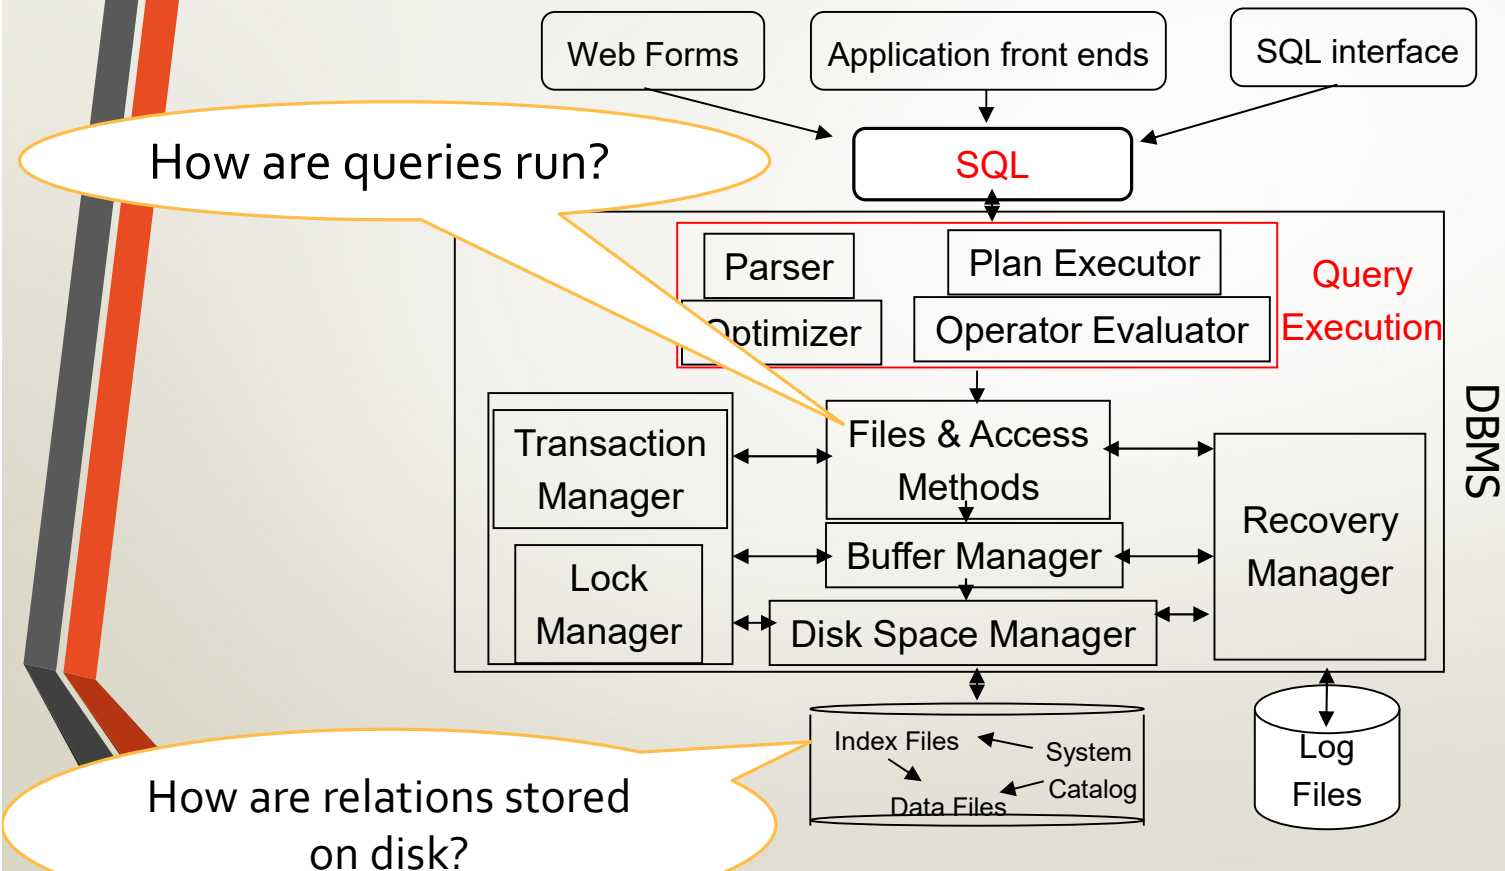 Web Forms
Application front ends
SQL interface
How are queries run?
SQL
Parser
Plan Executor
Query
Execution
Optimizer
Operator Evaluator
DBMS
Transaction
Manager
Files & Access
Methods
Recovery
Manager
Buffer Manager
Lock
Manager
Disk Space Manager
Index Files
System
Catalog
Data Files
Log
Files
How are relations stored
on disk?